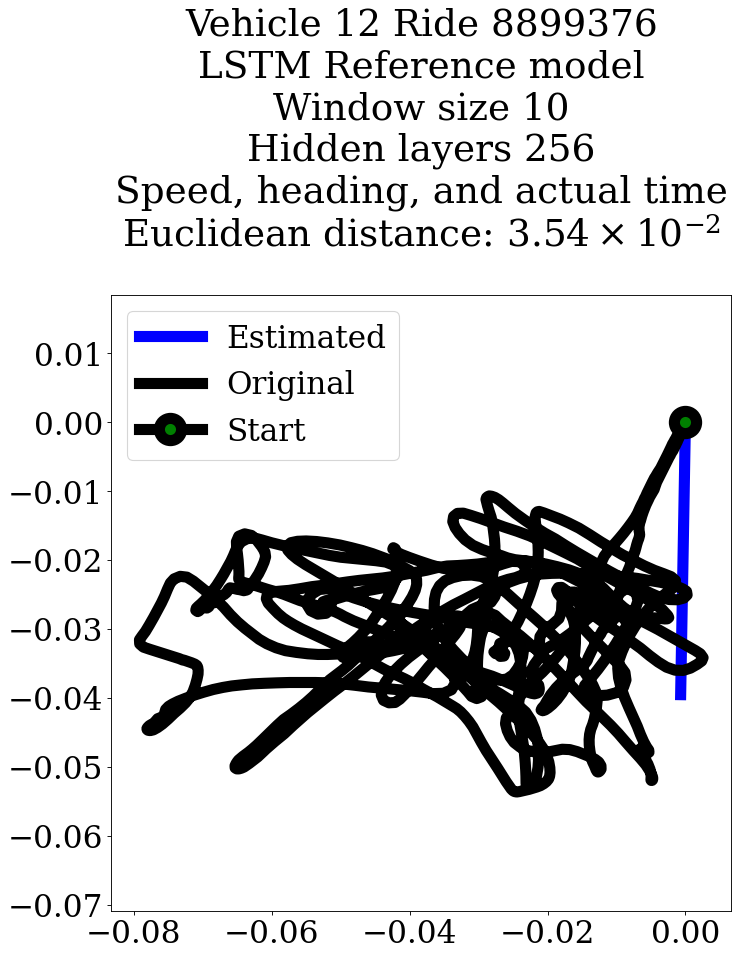 Vehicle 12 Ride 8899376
LSTM Reference model
Window size 10
Hidden layers 256
Speed, heading, and actual time
Euclidean distance: 3.54 × 10⁻²
Estimated
Original
Start
0.01
0.00
−0.01
−0.02
−0.03
−0.04
−0.05
−0.06
−0.07
−0.08 −0.06 −0.04 −0.02 0.00